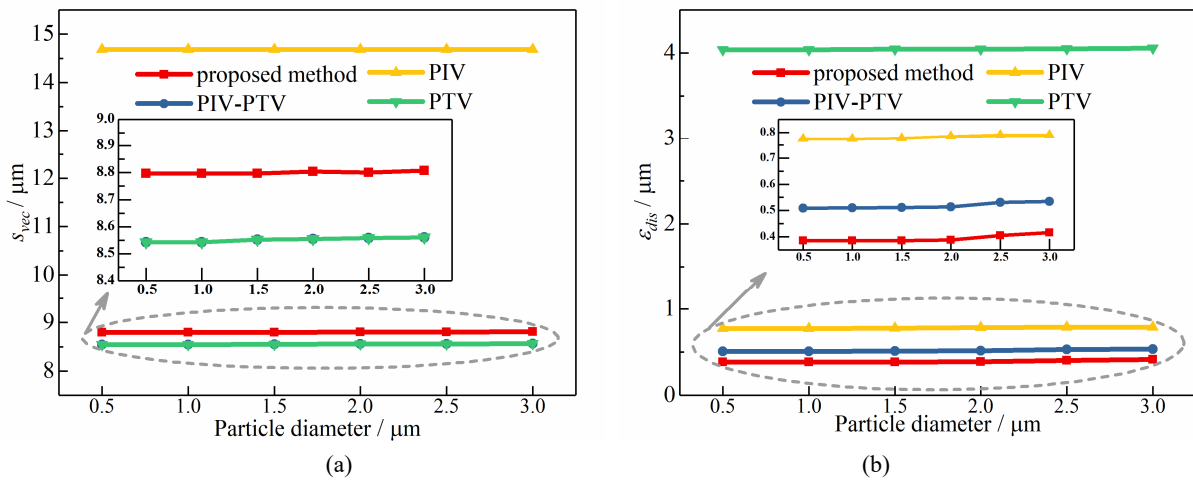 15
14
13
12
11
10
9
8
s_vec / μm
proposed method
PIV
PIV-PTV
PTV
9.0
8.8
8.6
8.5
8.4
0.5 1.0 1.5 2.0 2.5 3.0
0.5 1.0 1.5 2.0 2.5 3.0
Particle diameter / μm
(a)
4
3
2
1
0
ε_dis
proposed method
PIV
PIV-PTV
PTV
0.8
0.7
0.6
0.5
0.4
0.5 1.0 1.5 2.0 2.5 3.0
0.5 1.0 1.5 2.0 2.5 3.0
Particle diameter / μm
(b)